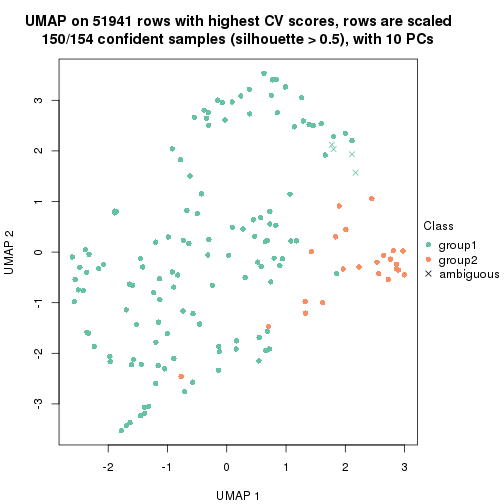 UMAP on 51941 rows with highest CV scores, rows are scaled
150/154 confident samples (silhouette > 0.5), with 10 PCs
3
2
1
0
-1
-2
-3
UMAP 2
-2
-1
0
1
2
3
UMAP 1
Class
group1
group2
ambiguous